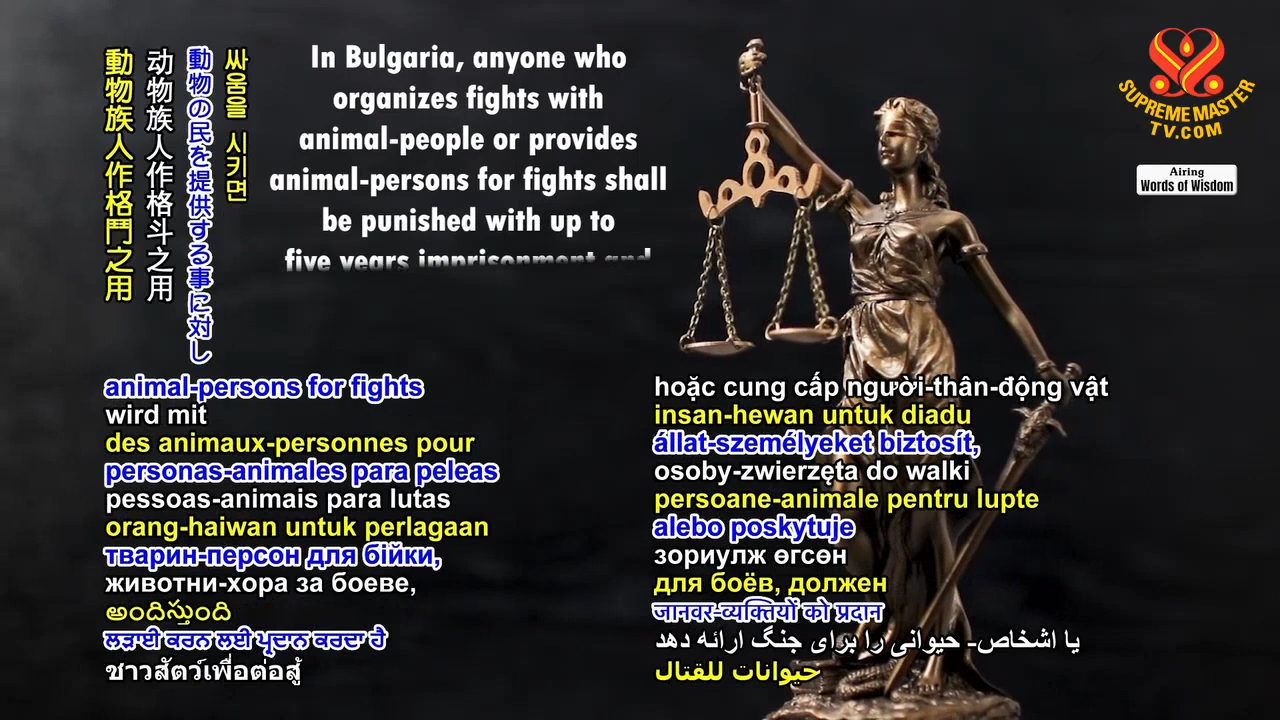 動物族人作格鬥之用
动物族人作格斗之用
動物の民を提供する事に対し
싸움을 시키면
In Bulgaria, anyone who
organizes fights with
animal-people or provides
animal-persons for fights shall
be punished with up to
five years imprisonment and
SUPREME MASTER
TV.COM
Airing
Words of Wisdom
animal-persons for fights
wird mit
des animaux-personnes pour
personas-animales para peleas
pessoas-animais para lutas
orang-haiwan untuk perlagaan
тварин-персон для бійки,
животни-хора за боеве,
అందిస్తుంది
ਲੜਾਈ ਕਰਨ ਲਈ ਪ੍ਰਦਾਨ ਕਰਦਾ ਹੈ
ชาวสัตว์เพื่อต่อสู้
hoặc cung cấp người-thân-động vật
insan-hewan untuk diadu
állat-személyeket biztosít,
osoby-zwierzęta do walki
persoane-animale pentru lupte
alebo poskytuje
зориулж өгсөн
для боёв, должен
जानवर-व्यक्तियों को प्रदान
یا اشخاص- حیوانی را برای جنگ ارائه دهد
حيوانات للقتال